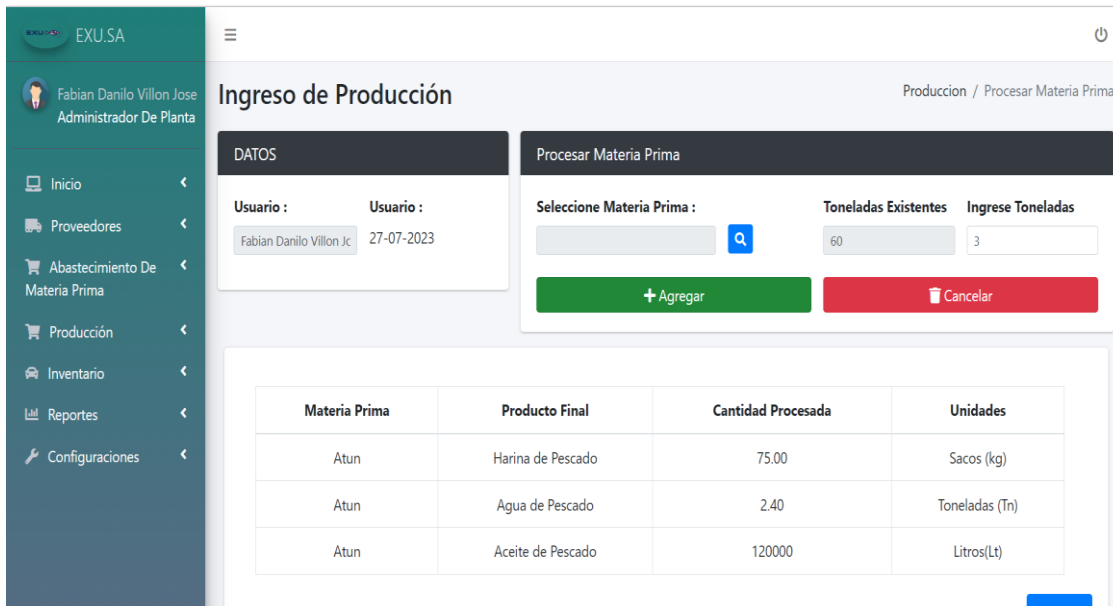 EXU.SA
Fabian Danilo Villon Jose
Administrador De Planta
Inicio
Proveedores
Abastecimiento De
Materia Prima
Producción
Inventario
Reportes
Configuraciones
Ingreso de Producción
Produccion / Procesar Materia Prima
DATOS
Usuario :
Usuario :
Fabian Danilo Villon Jo
27-07-2023
Procesar Materia Prima
Seleccione Materia Prima :
Toneladas Existentes
Ingrese Toneladas
60
3
Agregar
Cancelar
Materia Prima Producto Final Cantidad Procesada Unidades
Atun Harina de Pescado 75.00 Sacos (kg)
Atun Agua de Pescado 2.40 Toneladas (Tn)
Atun Aceite de Pescado 120000 Litros(Lt)